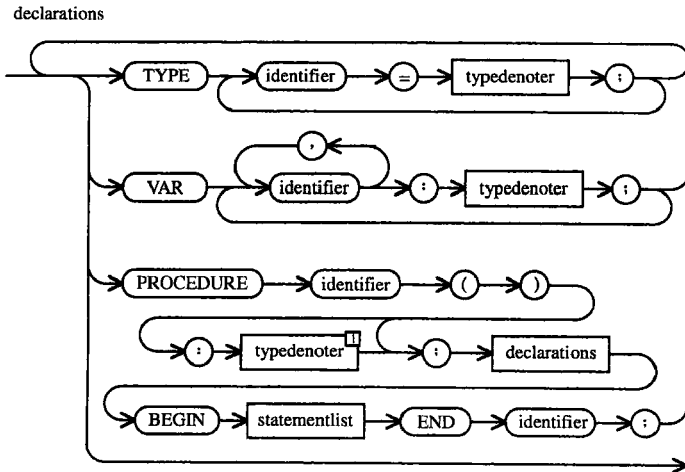 declarations
TYPE identifier = typedenoter ;
,
VAR identifier : typedenoter ;
PROCEDURE identifier ( )
: typedenoter 1 ; declarations
BEGIN statementlist END identifier ;